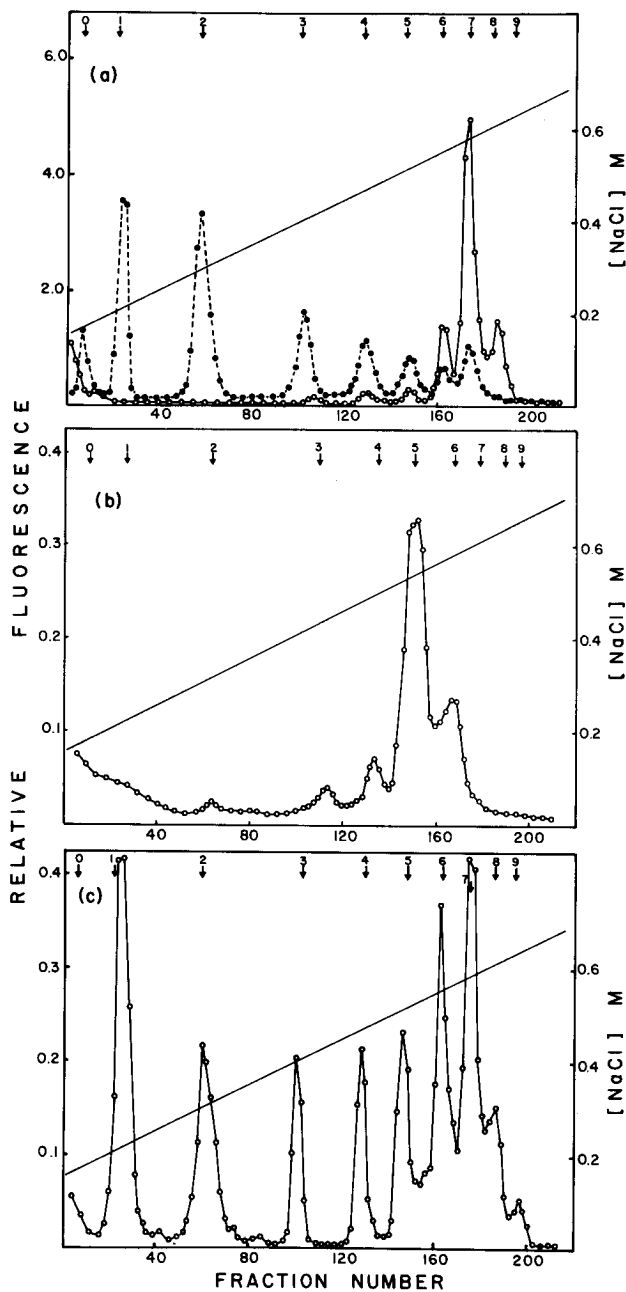 0 1 2 3 4 5 6 7 8 9
6.0
(a)
0.6
4.0
0.4
2.0
0.2
40 80 120 160 200
[NaCl] M
0 1 2 3 4 5 6 7 8 9
0.4
(b)
0.3
0.6
0.2
0.4
0.1
0.2
40 80 120 160 200
[NaCl] M
0 1 2 3 4 5 6 7 8 9
0.4
(c)
0.3
0.6
0.2
0.4
0.1
0.2
40 80 120 160 200
[NaCl] M
RELATIVE FLUORESCENCE
FRACTION NUMBER